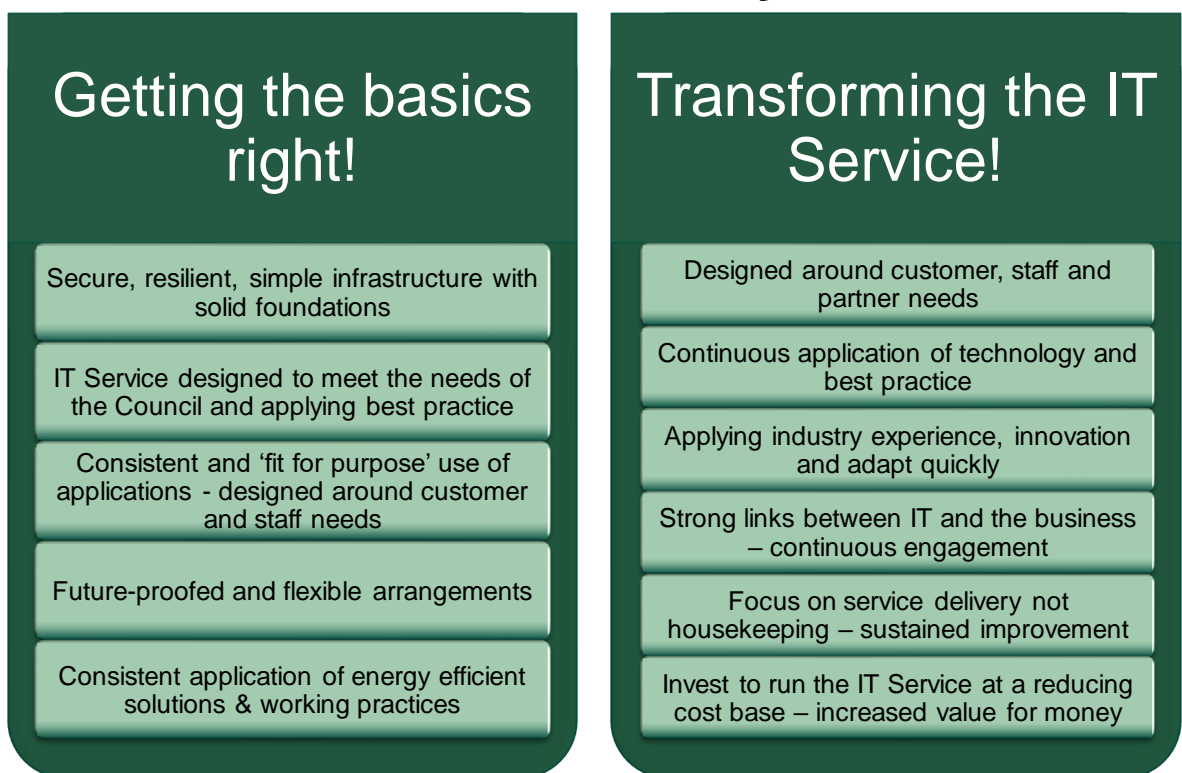 Getting the basics
right!
Secure, resilient, simple infrastructure with
solid foundations
IT Service designed to meet the needs of
the Council and applying best practice
Consistent and ‘fit for purpose’ use of
applications - designed around customer
and staff needs
Future-proofed and flexible arrangements
Consistent application of energy efficient
solutions & working practices
Transforming the IT
Service!
Designed around customer, staff and
partner needs
Continuous application of technology and
best practice
Applying industry experience, innovation
and adapt quickly
Strong links between IT and the business
– continuous engagement
Focus on service delivery not
housekeeping – sustained improvement
Invest to run the IT Service at a reducing
cost base – increased value for money